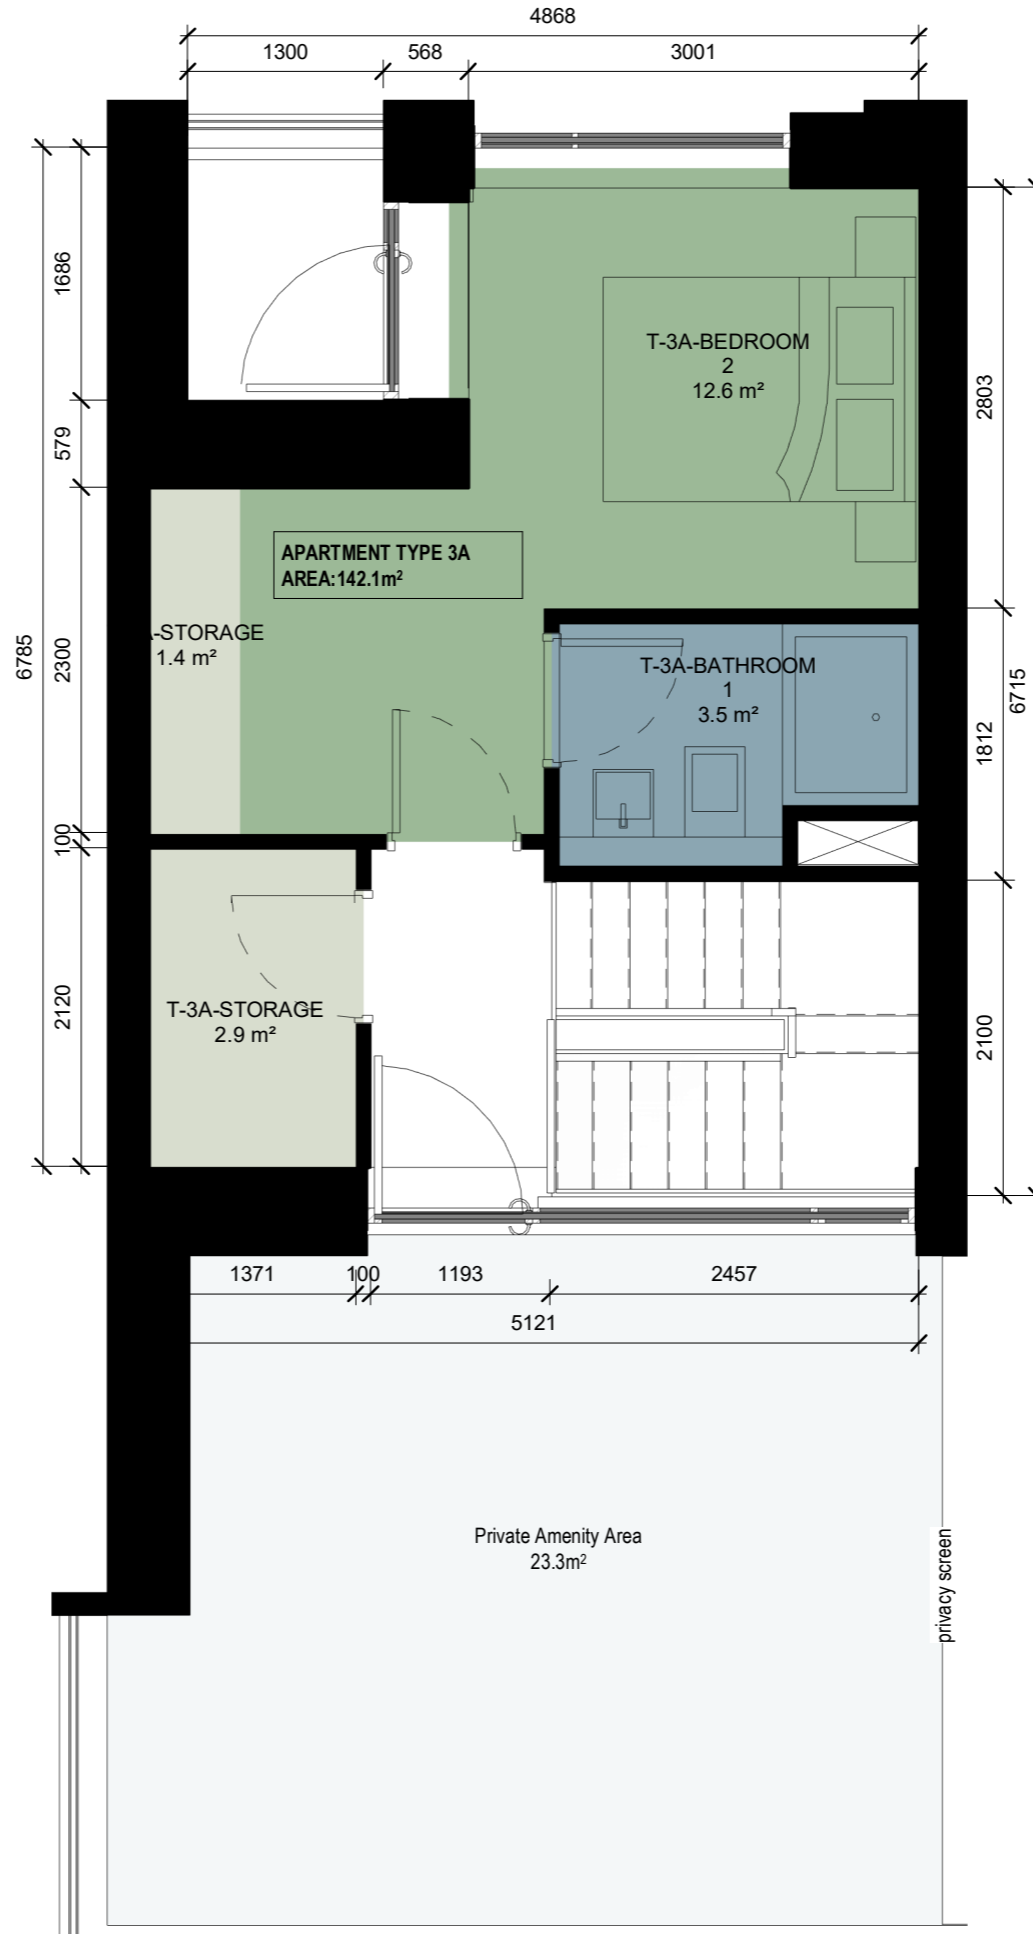 4868
1300 568 3001
1686
579
6785
2300
100
2120
2803
6715
1812
2100
T-3A-BEDROOM
2
12.6 m²
APARTMENT TYPE 3A
AREA:142.1m²
-STORAGE
1.4 m²
T-3A-BATHROOM
1
3.5 m²
T-3A-STORAGE
2.9 m²
1371 100 1193 2457
5121
Private Amenity Area
23.3m²
privacy screen